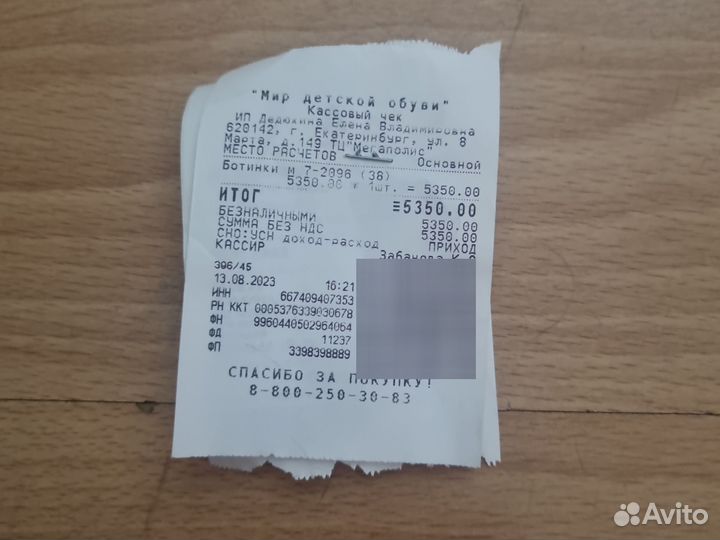 "Мир детской обуви"
Кассовый чек
ИП Дедюхина Елена Владимировна
620142, г. Екатеринбург, ул. 8
Марта, д.149 ТЦ"Мегаполис"
МЕСТО РАСЧЕТОВ Основной
Ботинки м 7-2096 (38)
5350.00 * 1шт. = 5350.00
ИТОГ ≡5350.00
БЕЗНАЛИЧНЫМИ 5350.00
СУММА БЕЗ НДС 5350.00
СНО:УСН доход-расход ПРИХОД
КАССИР
396/45
13.08.2023 16:21
ИНН 667409407353
РН ККТ 0005376339030678
ФН 9960440502964064
ФД 11237
ФП 3398398889
СПАСИБО ЗА ПОКУПКУ!
8-800-250-30-83
Avito